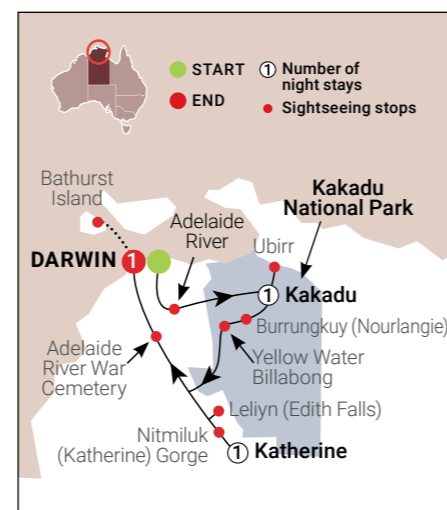 START
END
1 Number of
night stays
Sightseeing stops
Bathurst
Island
Kakadu
National Park
Adelaide
River
Ubirr
DARWIN 1
1 Kakadu
Burrungkuy (Nourlangie)
Yellow Water
Billabong
Adelaide
River War
Cemetery
Leliyn (Edith Falls)
Nitmiluk
(Katherine) Gorge
1 Katherine